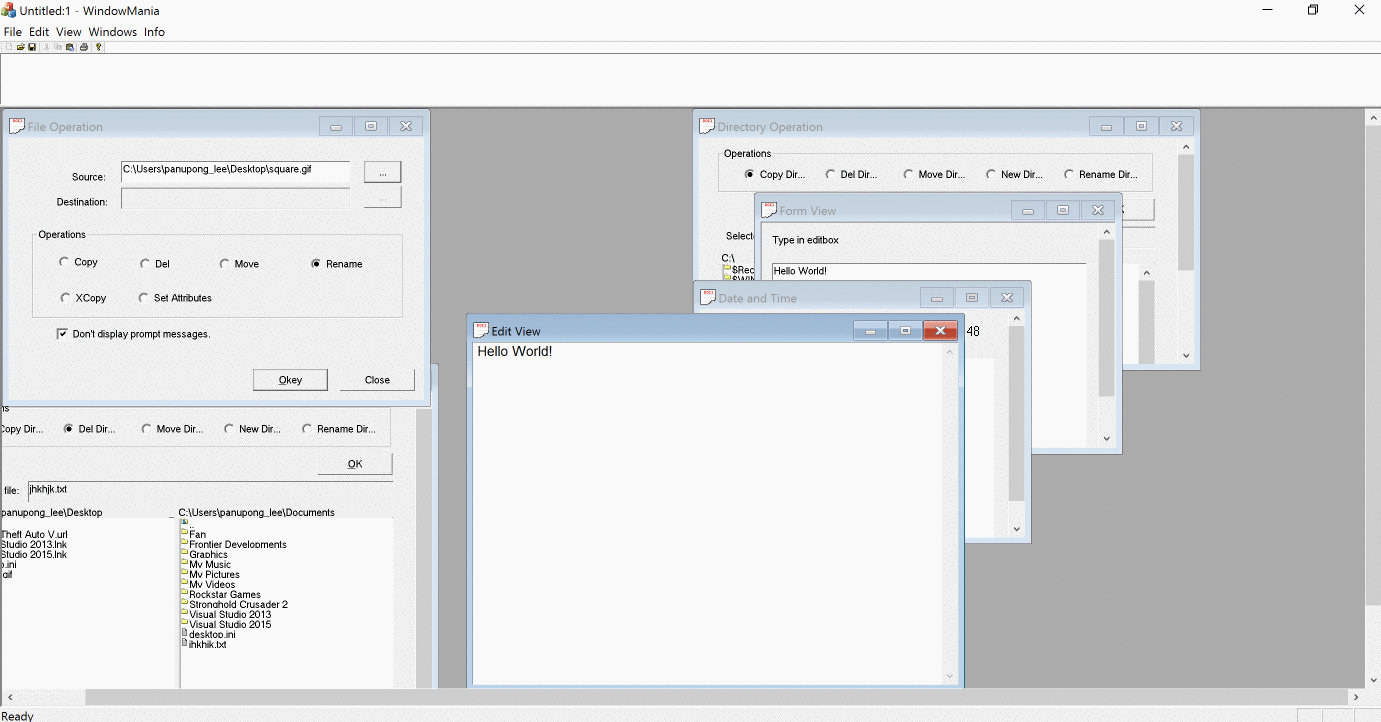 Untitled:1 - WindowMania
File Edit View Windows Info
File Operation
Source: C:\Users\panupong_lee\Desktop\square.gif ...
Destination: ...
Operations
Copy Del Move Rename
XCopy Set Attributes
Don't display prompt messages.
Okey Close
Directory Operation
Operations
Copy Dir... Del Dir... Move Dir... New Dir... Rename Dir...
Select
C:\
$Rec
$WI
Form View
Type in editbox
Hello World!
Date and Time
48
Edit View
Hello World!
ns
Copy Dir... Del Dir... Move Dir... New Dir... Rename Dir...
OK
file: jhkhjk.txt
panupong_lee\Desktop
Theft Auto V.url
Studio 2013.lnk
Studio 2015.lnk
p.ini
gif
C:\Users\panupong_lee\Documents
..
Fan
Frontier Developments
Graphics
My Music
My Pictures
My Videos
Rockstar Games
Stronghold Crusader 2
Visual Studio 2013
Visual Studio 2015
desktop.ini
jhkhjk.txt
Ready